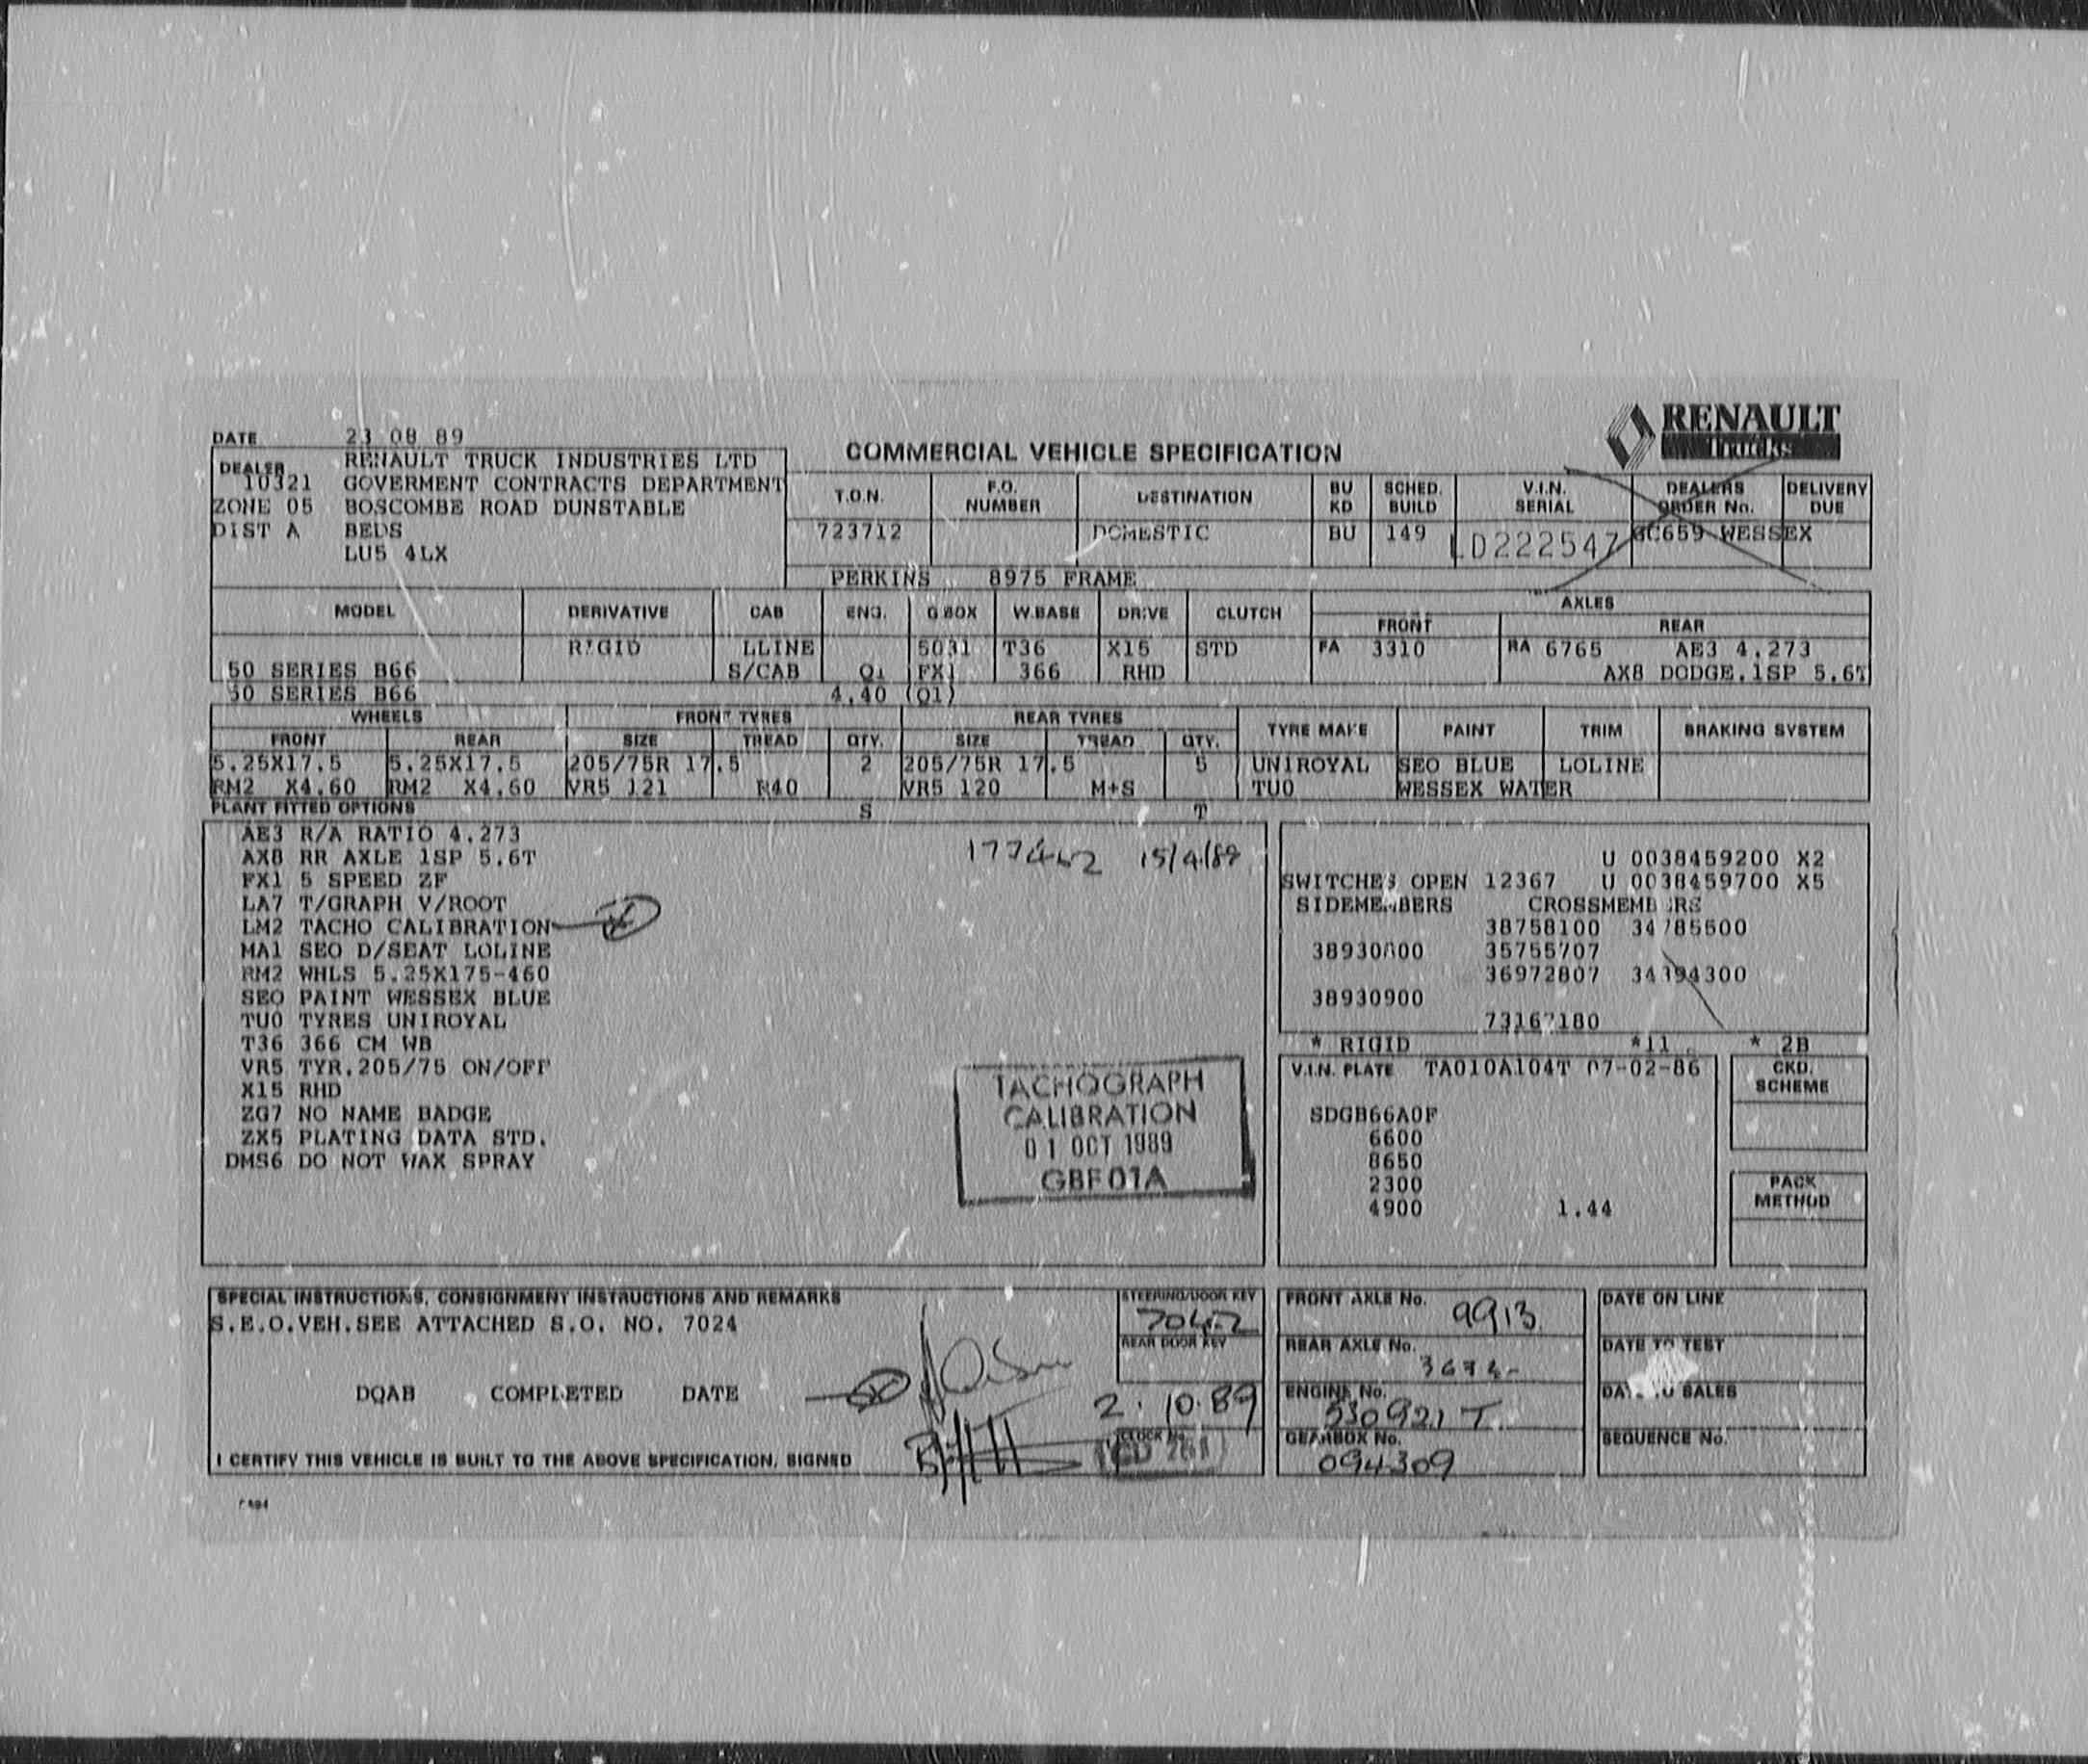 RENAULT
Trucks
DATE 23 08 89
COMMERCIAL VEHICLE SPECIFICATION
DEALER RENAULT TRUCK INDUSTRIES LTD
10321 GOVERMENT CONTRACTS DEPARTMENT
ZONE 05 BOSCOMBE ROAD DUNSTABLE
DIST A BEDS
LU5 4LX
T.O.N. F.O. NUMBER DESTINATION BU KD SCHED. BUILD V.I.N. SERIAL DEALERS ORDER No. DELIVERY DUE
723712 DOMESTIC BU 149 LD222547 GC659 WESSEX
PERKINS 8975 FRAME
MODEL DERIVATIVE CAB ENG. G.BOX W.BASE DRIVE CLUTCH AXLES
FRONT REAR
RIGID LLINE 5031 T36 X15 STD FA 3310 RA 6765 AE3 4.273
50 SERIES B66 S/CAB Q1 FX1 366 RHD AX8 DODGE.1SP 5.6T
50 SERIES B66 4.40 (Q1)
WHEELS FRONT TYRES REAR TYRES TYRE MAKE PAINT TRIM BRAKING SYSTEM
FRONT REAR SIZE TREAD QTY. SIZE TREAD QTY.
5.25X17.5 5.25X17.5 205/75R 17.5 2 205/75R 17.5 5 UNIROYAL SEO BLUE LOLINE
RM2 X4.60 RM2 X4.60 VR5 121 R40 VR5 120 M+S TU0 WESSEX WATER
PLANT FITTED OPTIONS S T
AE3 R/A RATIO 4.273
AX8 RR AXLE 1SP 5.6T
FX1 5 SPEED ZF
LA7 T/GRAPH V/ROOT
LM2 TACHO CALIBRATION
MA1 SEO D/SEAT LOLINE
RM2 WHLS 5.25X175-460
SEO PAINT WESSEX BLUE
TU0 TYRES UNIROYAL
T36 366 CM WB
VR5 TYR.205/75 ON/OFF
X15 RHD
ZG7 NO NAME BADGE
ZX5 PLATING DATA STD.
DMS6 DO NOT WAX SPRAY
15/4/89
TACHOGRAPH
CALIBRATION
01 OCT 1989
GBF01A
U 0038459200 X2
SWITCHES OPEN 12367 U 0038459700 X5
SIDEMEMBERS CROSSMEMBERS
38758100 34785500
38930800 35755707
36972807 34394300
38930900
73167180
* RIGID *11 * 2B
V.I.N. PLATE TA010A104T 07-02-86
SDGB66A0F
6600
8650
2300
4900 1.44
CKD. SCHEME
PACK METHOD
SPECIAL INSTRUCTIONS, CONSIGNMENT INSTRUCTIONS AND REMARKS
S.E.O.VEH.SEE ATTACHED S.O. NO. 7024
DQAB COMPLETED DATE
2.10.89
I CERTIFY THIS VEHICLE IS BUILT TO THE ABOVE SPECIFICATION, SIGNED
STEERING/DOOR KEY
7042
REAR DOOR KEY
CLOCK No.
FRONT AXLE No. 9913
REAR AXLE No.
ENGINE No.
530921 T
GEARBOX No.
094309
DATE ON LINE
DATE TO TEST
DATE TO SALES
SEQUENCE No.